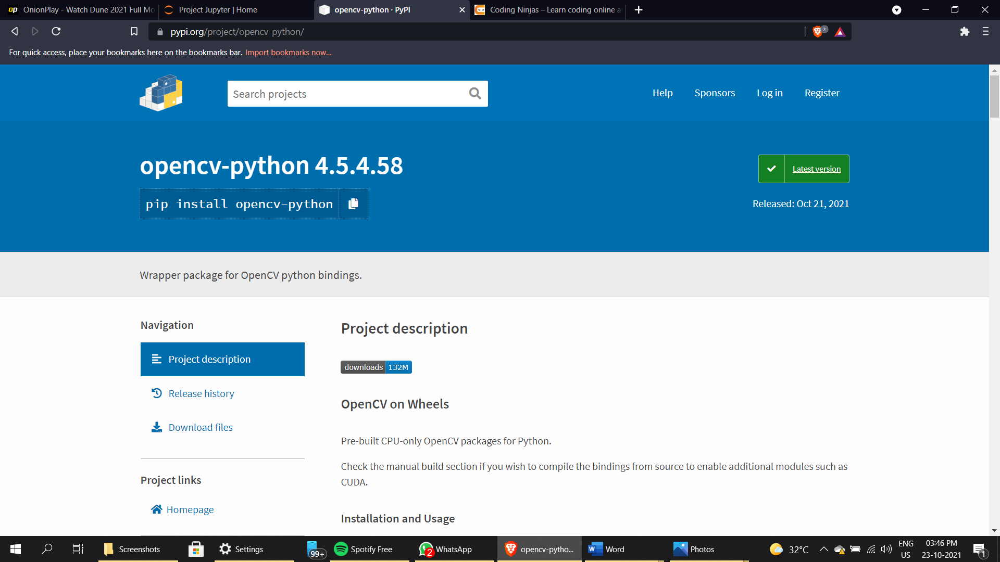 op OnionPlay - Watch Dune 2021 Full Mo
Project Jupyter | Home
opencv-python · PyPI
Coding Ninjas – Learn coding online a
pypi.org/project/opencv-python/
2
For quick access, place your bookmarks here on the bookmarks bar. Import bookmarks now...
Search projects
Help
Sponsors
Log in
Register
opencv-python 4.5.4.58
Latest version
pip install opencv-python
Released: Oct 21, 2021
Wrapper package for OpenCV python bindings.
Navigation
Project description
Release history
Download files
Project links
Homepage
Project description
downloads 132M
OpenCV on Wheels
Pre-built CPU-only OpenCV packages for Python.
Check the manual build section if you wish to compile the bindings from source to enable additional modules such as
CUDA.
Installation and Usage
Screenshots
Settings
99+
Spotify Free
2
WhatsApp
opencv-pytho...
W
Word
Photos
32°C
ENG
US
03:46 PM
23-10-2021
1